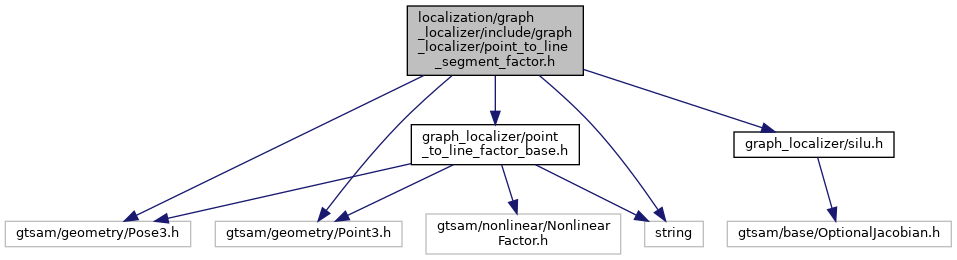 localization/graph
_localizer/include/graph
_localizer/point_to_line
_segment_factor.h
graph_localizer/point
_to_line_factor_base.h
graph_localizer/silu.h
gtsam/geometry/Pose3.h
gtsam/geometry/Point3.h
gtsam/nonlinear/Nonlinear
Factor.h
string
gtsam/base/OptionalJacobian.h